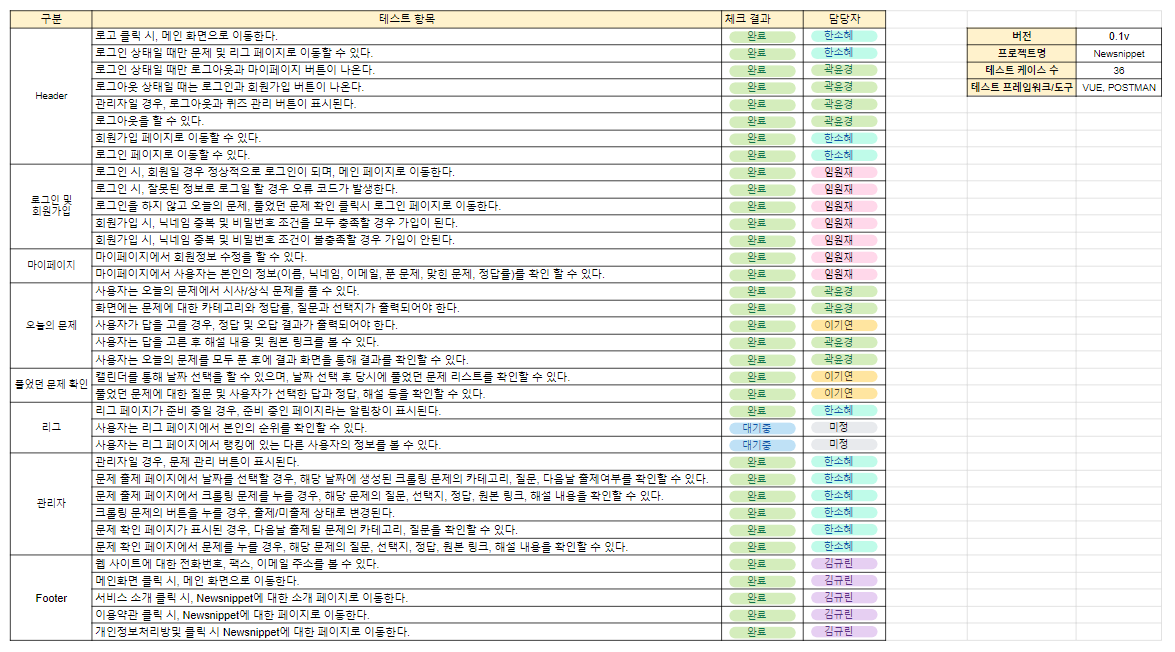 구분 테스트 항목 체크 결과 담당자
Header
로고 클릭 시, 메인 화면으로 이동한다. 완료 한소혜
로그인 상태일 때만 문제 및 리그 페이지로 이동할 수 있다. 완료 한소혜
로그인 상태일 때만 로그아웃과 마이페이지 버튼이 나온다. 완료 곽윤경
로그아웃 상태일 때는 로그인과 회원가입 버튼이 나온다. 완료 곽윤경
관리자일 경우, 로그아웃과 퀴즈 관리 버튼이 표시된다. 완료 곽윤경
로그아웃을 할 수 있다. 완료 곽윤경
회원가입 페이지로 이동할 수 있다. 완료 한소혜
로그인 페이지로 이동할 수 있다. 완료 한소혜
로그인 및
회원가입
로그인 시, 회원일 경우 정상적으로 로그인이 되며, 메인 페이지로 이동한다. 완료 임원재
로그인 시, 잘못된 정보로 로그일 할 경우 오류 코드가 발생한다. 완료 임원재
로그인을 하지 않고 오늘의 문제, 풀었던 문제 확인 클릭시 로그인 페이지로 이동한다. 완료 임원재
회원가입 시, 닉네임 중복 및 비밀번호 조건을 모두 충족할 경우 가입이 된다. 완료 임원재
회원가입 시, 닉네임 중복 및 비밀번호 조건이 불충족할 경우 가입이 안된다. 완료 임원재
마이페이지
마이페이지에서 회원정보 수정을 할 수 있다. 완료 임원재
마이페이지에서 사용자는 본인의 정보(이름, 닉네임, 이메일, 푼 문제, 맞힌 문제, 정답률)를 확인 할 수 있다. 완료 임원재
오늘의 문제
사용자는 오늘의 문제에서 시사/상식 문제를 풀 수 있다. 완료 곽윤경
화면에는 문제에 대한 카테고리와 정답률, 질문과 선택지가 출력되어야 한다. 완료 곽윤경
사용자가 답을 고를 경우, 정답 및 오답 결과가 출력되어야 한다. 완료 이기연
사용자는 답을 고른 후 해설 내용 및 원본 링크를 볼 수 있다. 완료 곽윤경
사용자는 오늘의 문제를 모두 푼 후에 결과 화면을 통해 결과를 확인할 수 있다. 완료 곽윤경
풀었던 문제 확인
캘린더를 통해 날짜 선택을 할 수 있으며, 날짜 선택 후 당시에 풀었던 문제 리스트를 확인할 수 있다. 완료 이기연
풀었던 문제에 대한 질문 및 사용자가 선택한 답과 정답, 해설 등을 확인할 수 있다. 완료 이기연
리그
리그 페이지가 준비 중일 경우, 준비 중인 페이지라는 알림창이 표시된다. 완료 한소혜
사용자는 리그 페이지에서 본인의 순위를 확인할 수 있다. 대기중 미정
사용자는 리그 페이지에서 랭킹에 있는 다른 사용자의 정보를 볼 수 있다. 대기중 미정
관리자
관리자일 경우, 문제 관리 버튼이 표시된다. 완료 한소혜
문제 출제 페이지에서 날짜를 선택할 경우, 해당 날짜에 생성된 크롤링 문제의 카테고리, 질문, 다음날 출제여부를 확인할 수 있다. 완료 한소혜
문제 출제 페이지에서 크롤링 문제를 누를 경우, 해당 문제의 질문, 선택지, 정답, 원본 링크, 해설 내용을 확인할 수 있다. 완료 한소혜
크롤링 문제의 버튼을 누를 경우, 출제/미출제 상태로 변경된다. 완료 한소혜
문제 확인 페이지가 표시된 경우, 다음날 출제될 문제의 카테고리, 질문을 확인할 수 있다. 완료 한소혜
문제 확인 페이지에서 문제를 누를 경우, 해당 문제의 질문, 선택지, 정답, 원본 링크, 해설 내용을 확인할 수 있다. 완료 한소혜
Footer
웹 사이트에 대한 전화번호, 팩스, 이메일 주소를 볼 수 있다. 완료 김규린
메인화면 클릭 시, 메인 화면으로 이동한다. 완료 김규린
서비스 소개 클릭 시, Newsnippet에 대한 소개 페이지로 이동한다. 완료 김규린
이용약관 클릭 시, Newsnippet에 대한 페이지로 이동한다. 완료 김규린
개인정보처리방및 클릭 시 Newsnippet에 대한 페이지로 이동한다. 완료 김규린
버전 0.1v
프로젝트명 Newsnippet
테스트 케이스 수 36
테스트 프레임워크/도구 VUE, POSTMAN